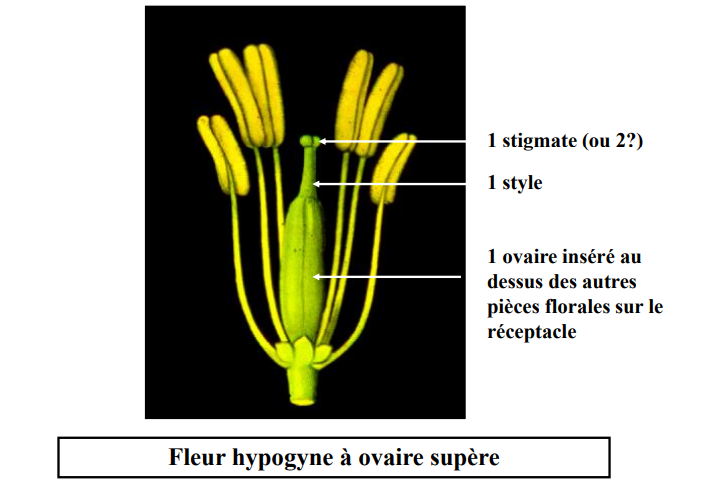 1 stigmate (ou 2?)
1 style
1 ovaire inséré au
dessus des autres
pièces florales sur le
réceptacle
Fleur hypogyne à ovaire supère